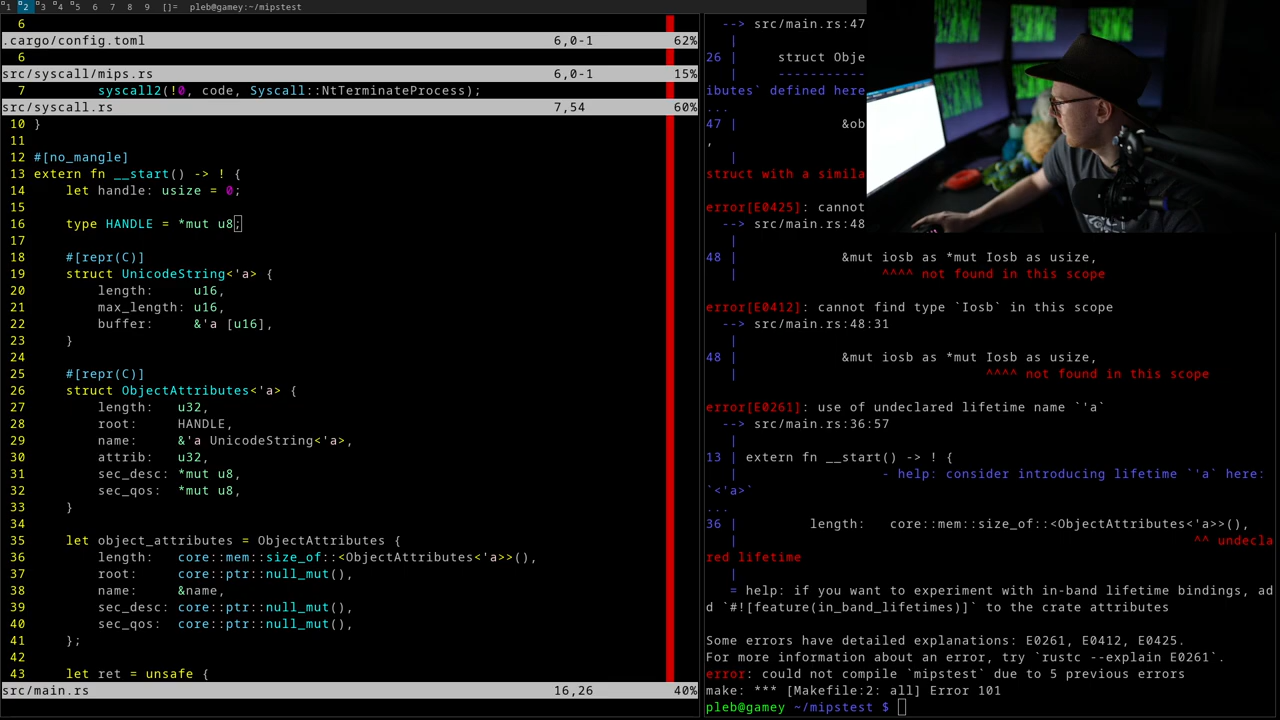 1 2 3 4 5 6 7 8 9 []= pleb@gamey:~/mipstest
6
.cargo/config.toml 6,0-1 62%
6
src/syscall/mips.rs 6,0-1 15%
7 syscall2(!0, code, Syscall::NtTerminateProcess);
src/syscall.rs 7,54 60%
10 }
11
12 #[no_mangle]
13 extern fn __start() -> ! {
14 let handle: usize = 0;
15
16 type HANDLE = *mut u8;
17
18 #[repr(C)]
19 struct UnicodeString<'a> {
20 length: u16,
21 max_length: u16,
22 buffer: &'a [u16],
23 }
24
25 #[repr(C)]
26 struct ObjectAttributes<'a> {
27 length: u32,
28 root: HANDLE,
29 name: &'a UnicodeString<'a>,
30 attrib: u32,
31 sec_desc: *mut u8,
32 sec_qos: *mut u8,
33 }
34
35 let object_attributes = ObjectAttributes {
36 length: core::mem::size_of::<ObjectAttributes<'a>>(),
37 root: core::ptr::null_mut(),
38 name: &name,
39 sec_desc: core::ptr::null_mut(),
40 sec_qos: core::ptr::null_mut(),
41 };
42
43 let ret = unsafe {
src/main.rs 16,26 40%
--> src/main.rs:47
|
26 | struct Obje
| -----------
ibutes` defined here
...
47 | &ob
,
|
struct with a simila
error[E0425]: cannot
--> src/main.rs:48
|
48 | &mut iosb as *mut Iosb as usize,
| ^^^^ not found in this scope
error[E0412]: cannot find type `Iosb` in this scope
--> src/main.rs:48:31
|
48 | &mut iosb as *mut Iosb as usize,
| ^^^^ not found in this scope
error[E0261]: use of undeclared lifetime name `'a`
--> src/main.rs:36:57
|
13 | extern fn __start() -> ! {
| - help: consider introducing lifetime `'a` here:
`<'a>`
...
36 | length: core::mem::size_of::<ObjectAttributes<'a>>(),
| ^^ undecla
red lifetime
|
= help: if you want to experiment with in-band lifetime bindings, ad
d `#![feature(in_band_lifetimes)]` to the crate attributes
Some errors have detailed explanations: E0261, E0412, E0425.
For more information about an error, try `rustc --explain E0261`.
error: could not compile `mipstest` due to 5 previous errors
make: *** [Makefile:2: all] Error 101
pleb@gamey ~/mipstest $